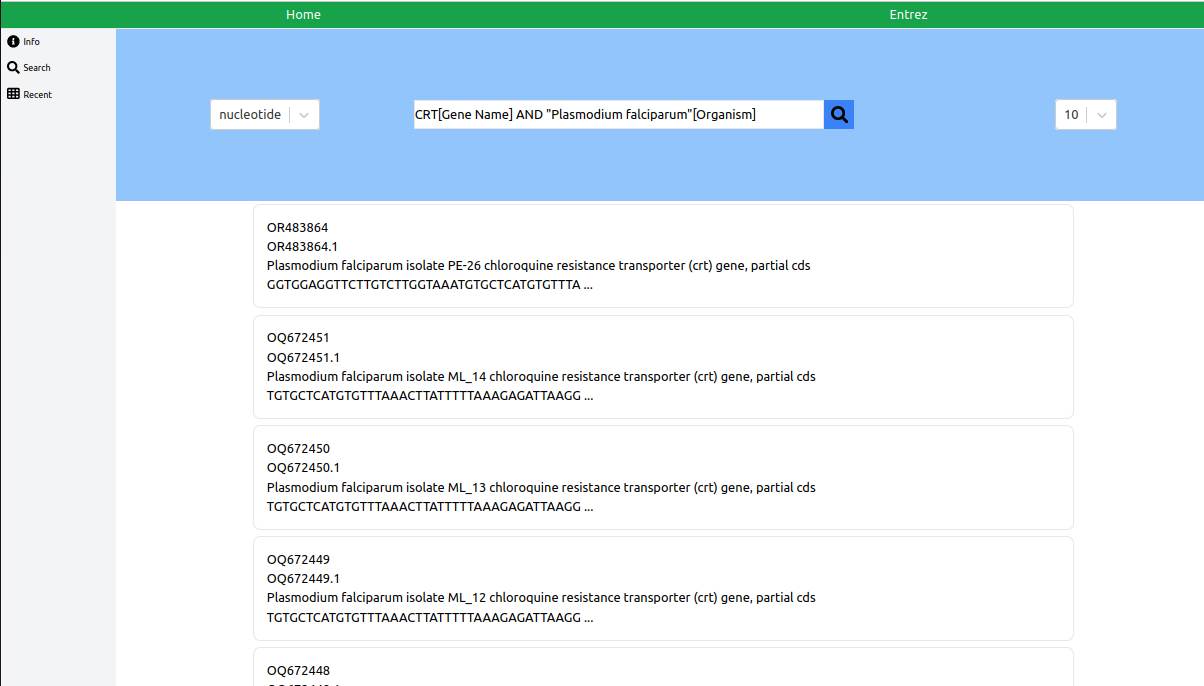 Home Entrez
Info
Search
Recent
nucleotide CRT[Gene Name] AND "Plasmodium falciparum"[Organism] 10
OR483864
OR483864.1
Plasmodium falciparum isolate PE-26 chloroquine resistance transporter (crt) gene, partial cds
GGTGGAGGTTCTTGTCTTGGTAAATGTGCTCATGTGTTTA ...
OQ672451
OQ672451.1
Plasmodium falciparum isolate ML_14 chloroquine resistance transporter (crt) gene, partial cds
TGTGCTCATGTGTTTAAACTTATTTTTAAAGAGATTAAGG ...
OQ672450
OQ672450.1
Plasmodium falciparum isolate ML_13 chloroquine resistance transporter (crt) gene, partial cds
TGTGCTCATGTGTTTAAACTTATTTTTAAAGAGATTAAGG ...
OQ672449
OQ672449.1
Plasmodium falciparum isolate ML_12 chloroquine resistance transporter (crt) gene, partial cds
TGTGCTCATGTGTTTAAACTTATTTTTAAAGAGATTAAGG ...
OQ672448